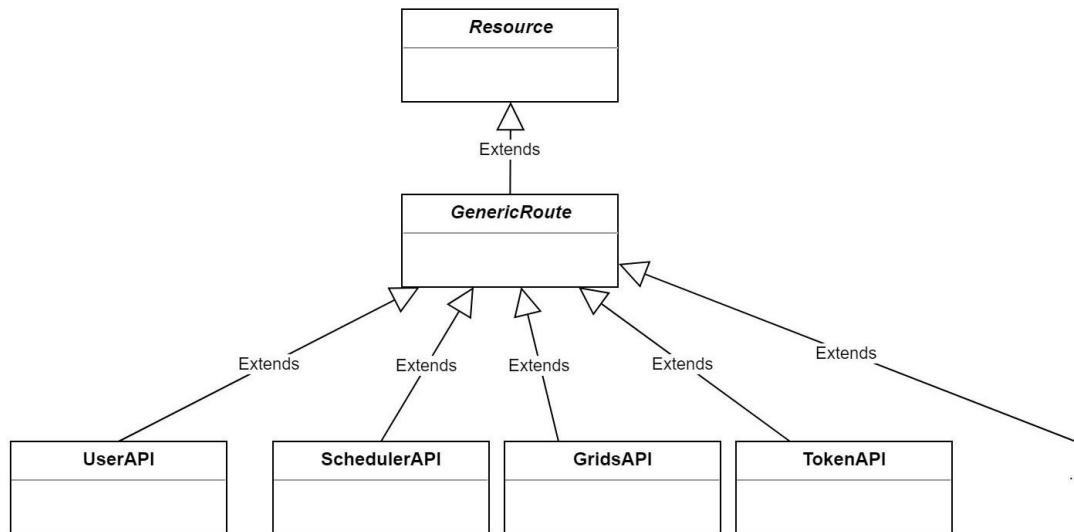 Resource
Extends
GenericRoute
Extends
Extends
Extends
Extends
Extends
UserAPI
SchedulerAPI
GridsAPI
TokenAPI
.